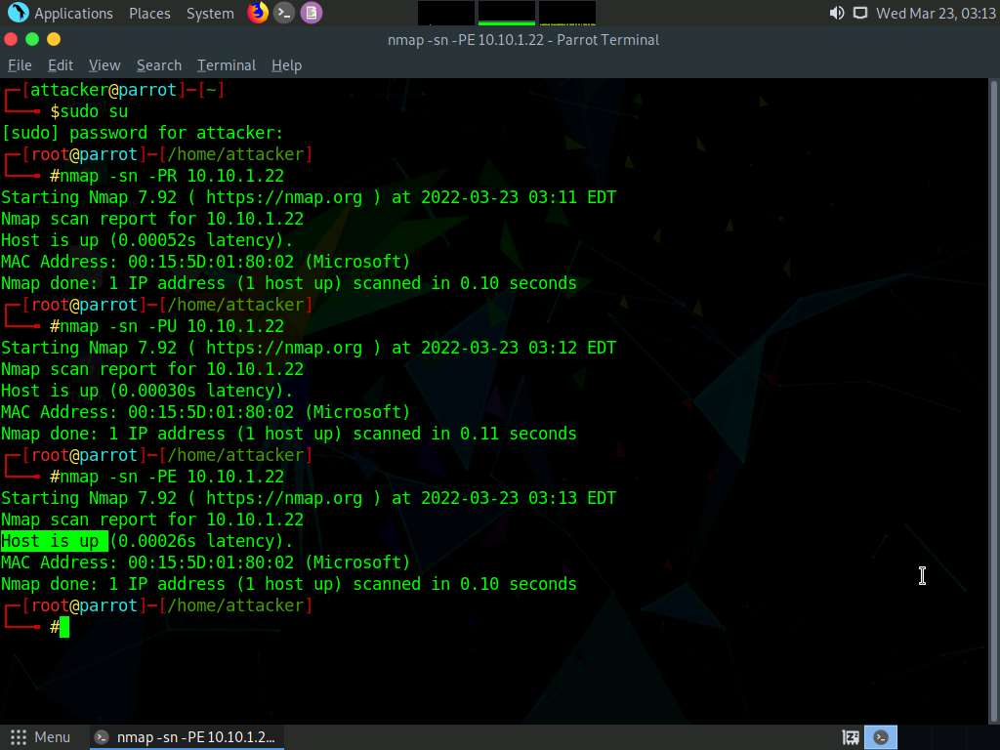 Applications Places System Wed Mar 23, 03:13
nmap -sn -PE 10.10.1.22 - Parrot Terminal
File Edit View Search Terminal Help
┌─[attacker@parrot]─[~]
└──╼ $sudo su
[sudo] password for attacker:
┌─[root@parrot]─[/home/attacker]
└──╼ #nmap -sn -PR 10.10.1.22
Starting Nmap 7.92 ( https://nmap.org ) at 2022-03-23 03:11 EDT
Nmap scan report for 10.10.1.22
Host is up (0.00052s latency).
MAC Address: 00:15:5D:01:80:02 (Microsoft)
Nmap done: 1 IP address (1 host up) scanned in 0.10 seconds
┌─[root@parrot]─[/home/attacker]
└──╼ #nmap -sn -PU 10.10.1.22
Starting Nmap 7.92 ( https://nmap.org ) at 2022-03-23 03:12 EDT
Nmap scan report for 10.10.1.22
Host is up (0.00030s latency).
MAC Address: 00:15:5D:01:80:02 (Microsoft)
Nmap done: 1 IP address (1 host up) scanned in 0.11 seconds
┌─[root@parrot]─[/home/attacker]
└──╼ #nmap -sn -PE 10.10.1.22
Starting Nmap 7.92 ( https://nmap.org ) at 2022-03-23 03:13 EDT
Nmap scan report for 10.10.1.22
Host is up (0.00026s latency).
MAC Address: 00:15:5D:01:80:02 (Microsoft)
Nmap done: 1 IP address (1 host up) scanned in 0.10 seconds
┌─[root@parrot]─[/home/attacker]
└──╼ #
Menu nmap -sn -PE 10.10.1.2...